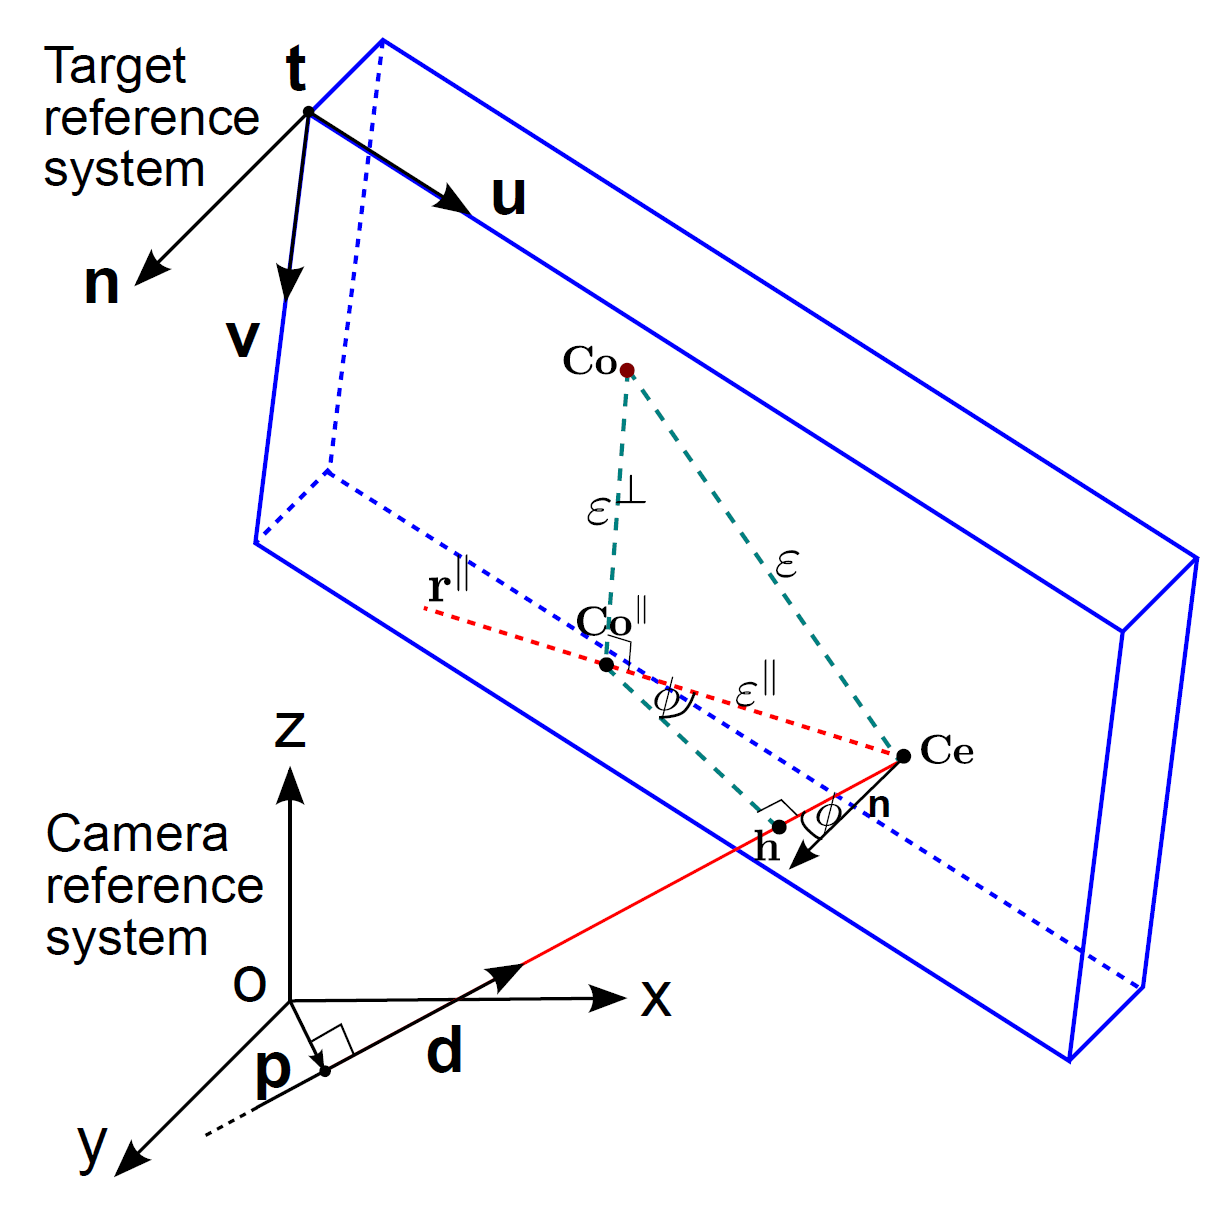 Target
reference
system
t
u
n
v
Co
ε⊥
ε
r∥
Co∥
ϕ
ε∥
Ce
n
ϕ
h
z
Camera
reference
system
o
x
p
d
y